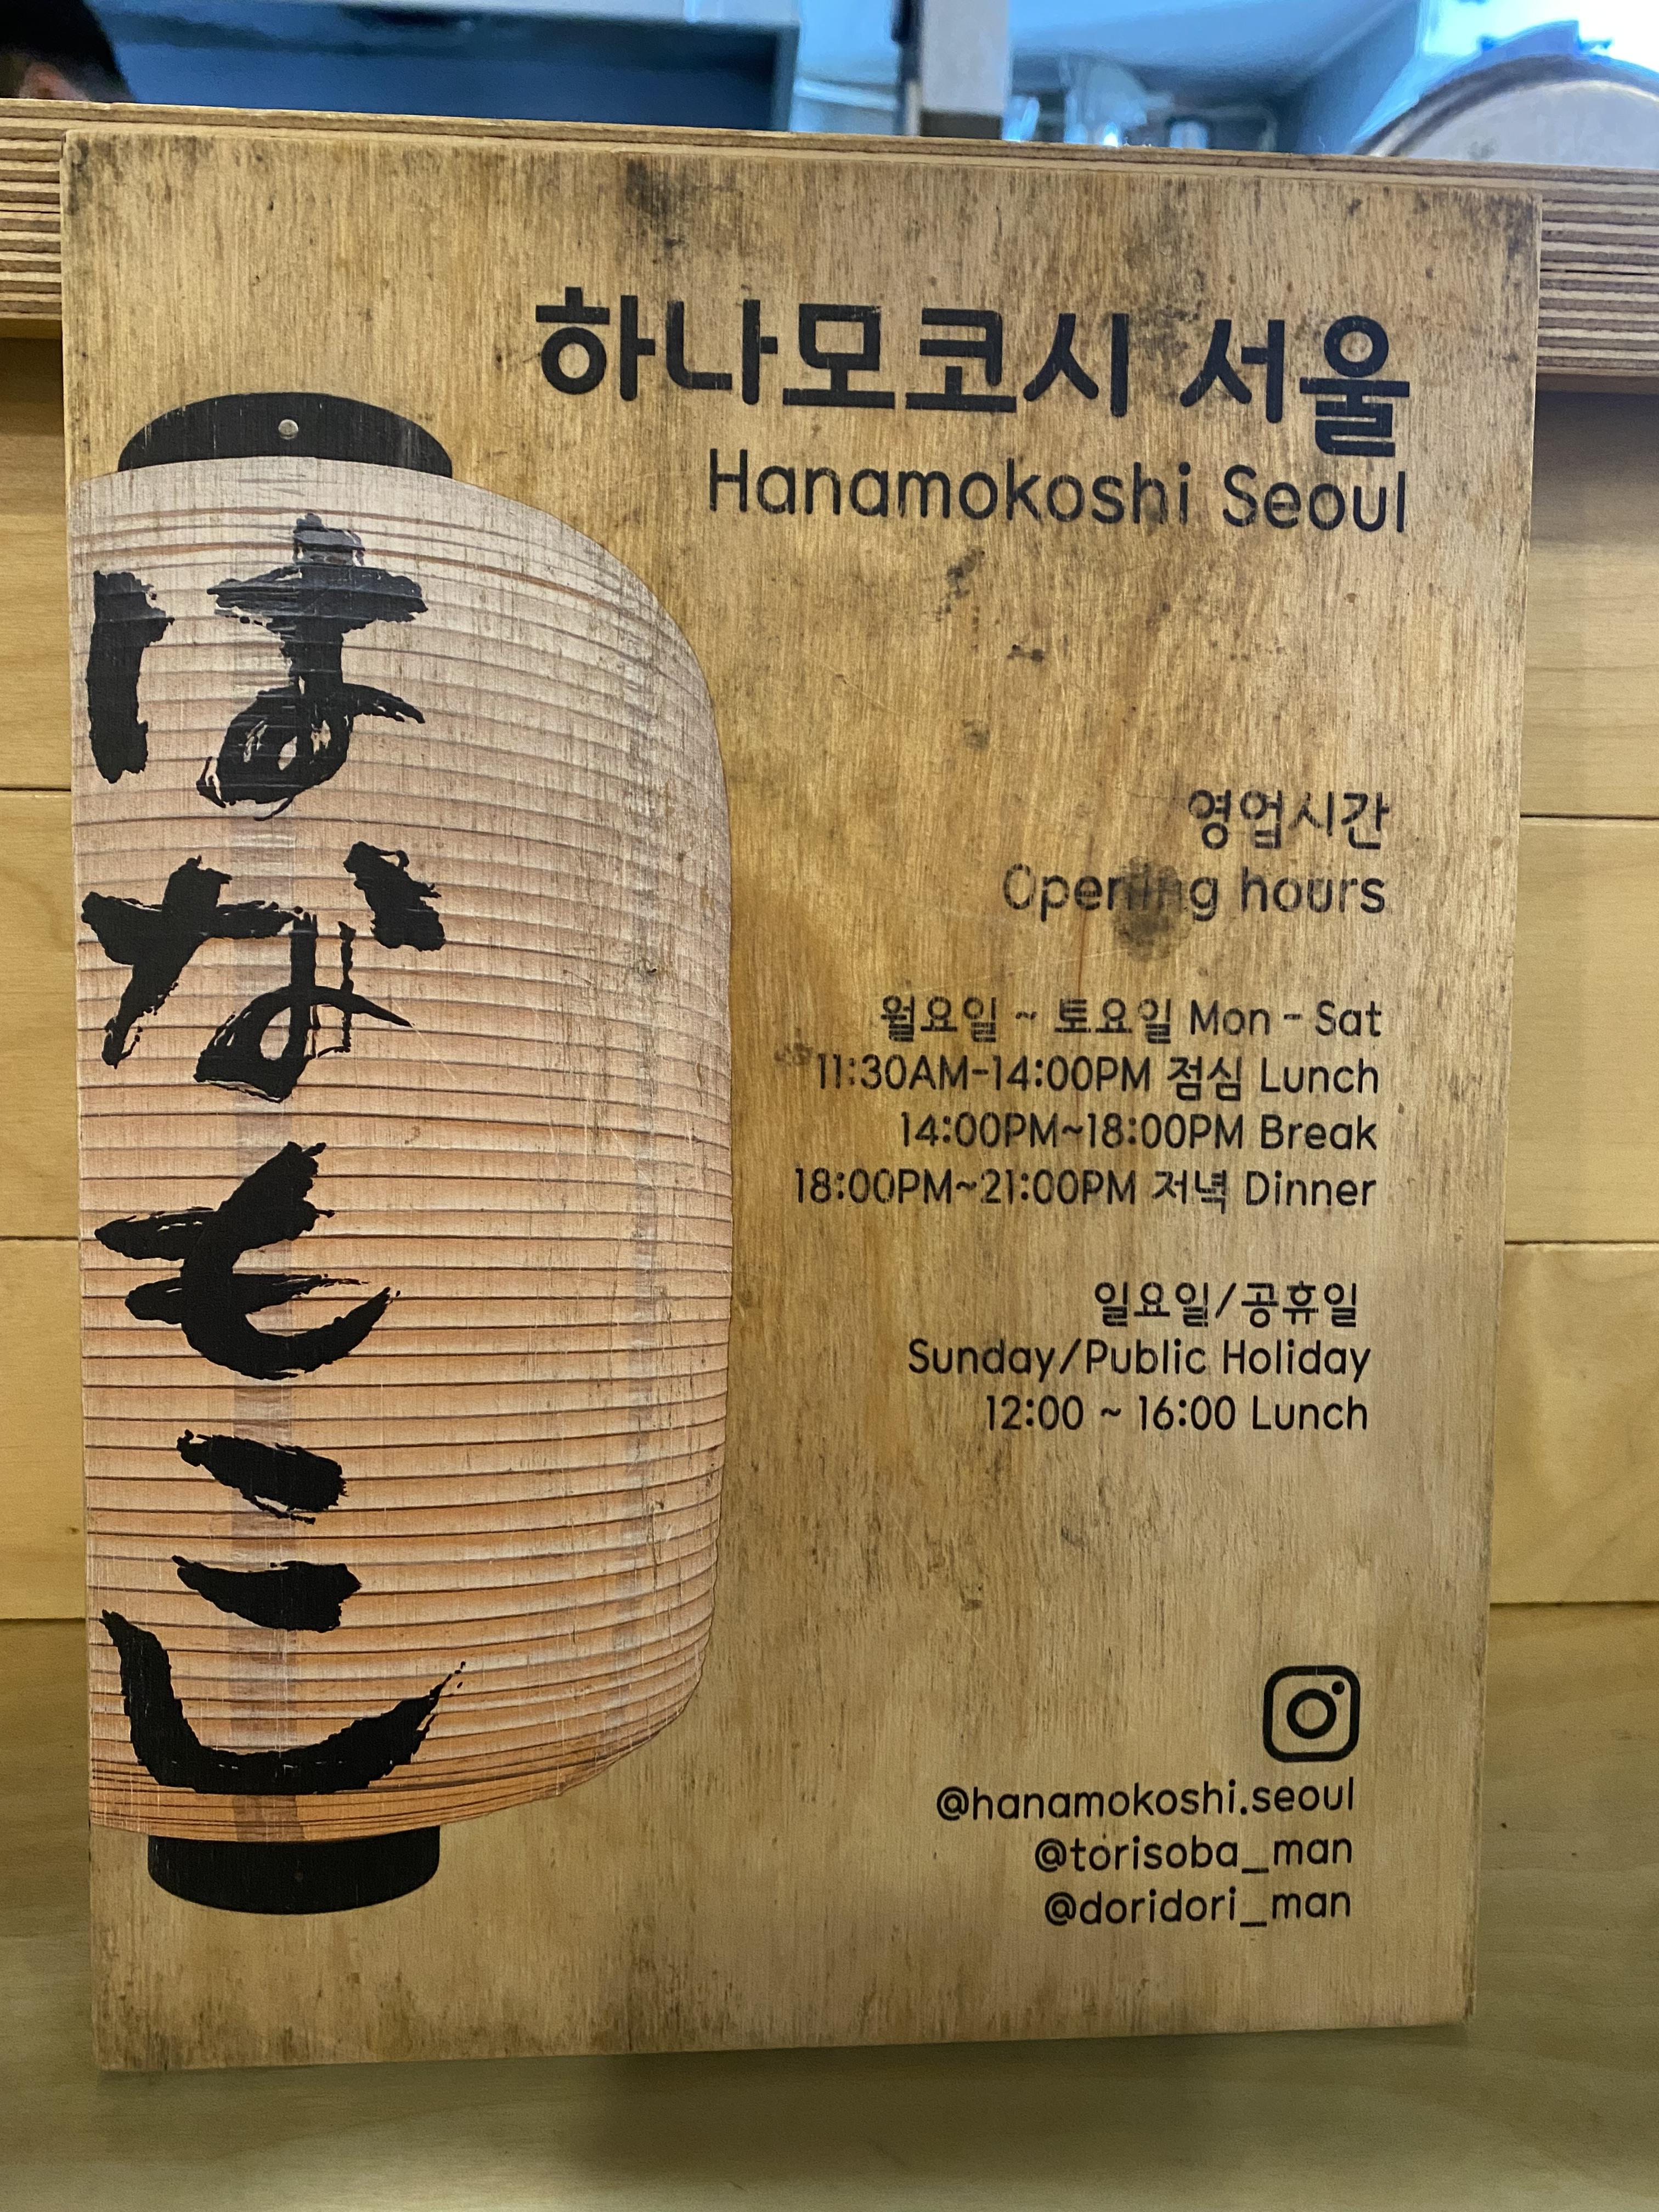 하나모코시 서울
Hanamokoshi Seoul
はなもこし
영업시간
Opening hours
월요일 ~ 토요일 Mon - Sat
11:30AM-14:00PM 점심 Lunch
14:00PM~18:00PM Break
18:00PM~21:00PM 저녁 Dinner
일요일/공휴일
Sunday/Public Holiday
12:00 ~ 16:00 Lunch
@hanamokoshi.seoul
@torisoba_man
@doridori_man